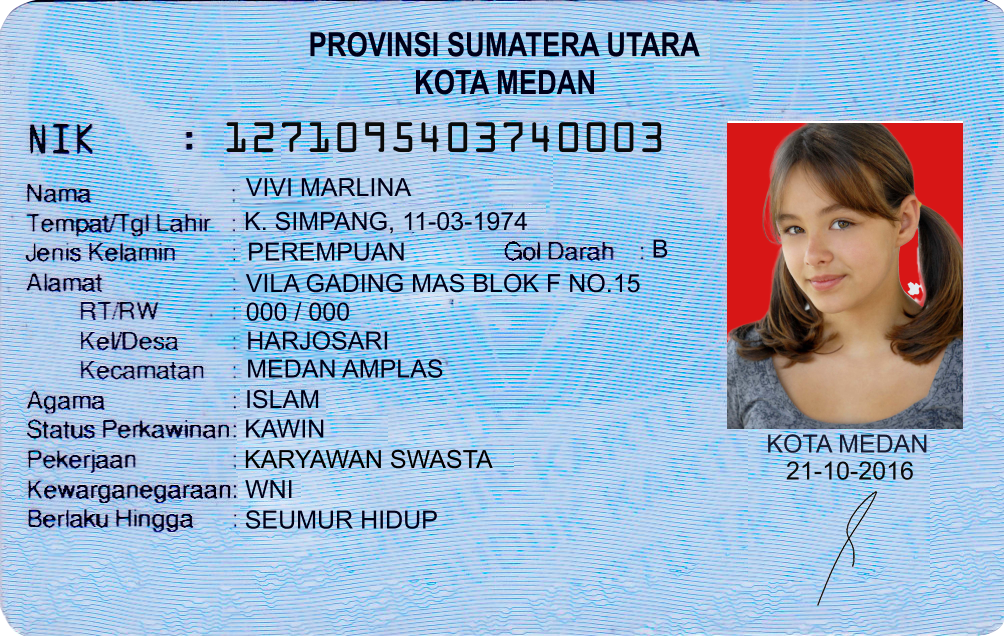 PROVINSI SUMATERA UTARA
KOTA MEDAN
NIK : 1271095403740003
Nama : VIVI MARLINA
Tempat/Tgl Lahir : K. SIMPANG, 11-03-1974
Jenis Kelamin : PEREMPUAN Gol Darah : B
Alamat : VILA GADING MAS BLOK F NO.15
RT/RW : 000 / 000
Kel/Desa : HARJOSARI
Kecamatan : MEDAN AMPLAS
Agama : ISLAM
Status Perkawinan: KAWIN
Pekerjaan : KARYAWAN SWASTA
Kewarganegaraan: WNI
Berlaku Hingga : SEUMUR HIDUP
KOTA MEDAN
21-10-2016